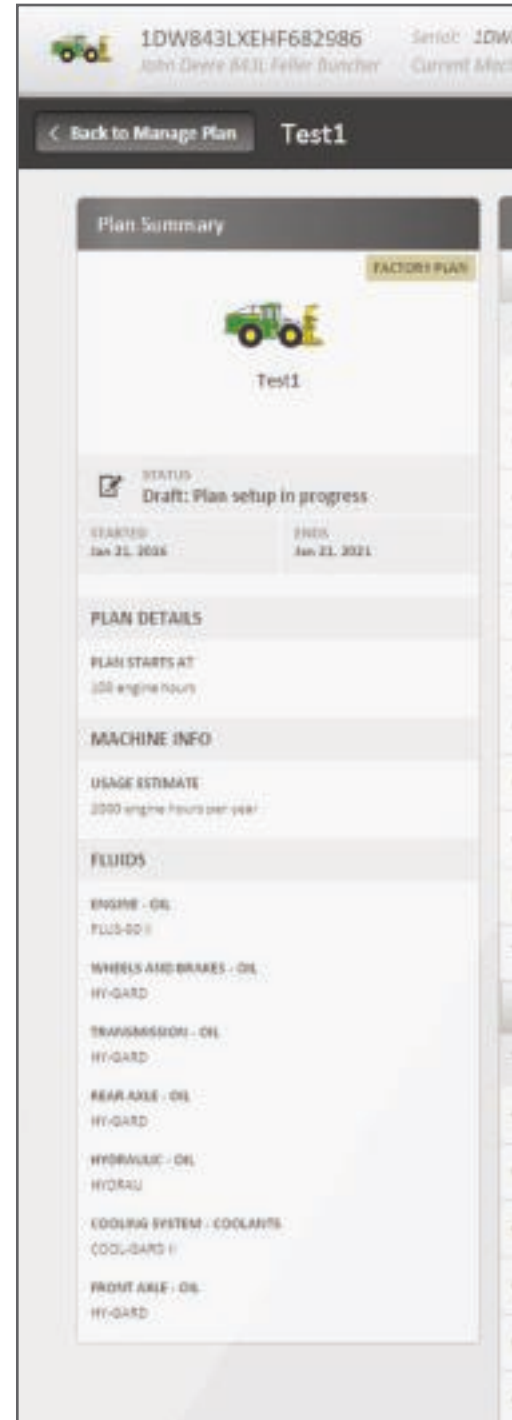 1DW843LXEHF682986
Serial: 1DW
John Deere 843L Feller Buncher
Current Mach
< Back to Manage Plan
Test1
Plan Summary
FACTORY PLAN
Test1
STATUS
Draft: Plan setup in progress
STARTED
ENDS
Jan 21, 2016
Jan 21, 2021
PLAN DETAILS
PLAN STARTS AT
100 engine hours
MACHINE INFO
USAGE ESTIMATE
2000 engine hours per year
FLUIDS
ENGINE - OIL
PLUS-50 II
WHEELS AND BRAKES - OIL
HY-GARD
TRANSMISSION - OIL
HY-GARD
REAR AXLE - OIL
HY-GARD
HYDRAULIC - OIL
HYDRAU
COOLING SYSTEM - COOLANTS
COOL-GARD II
FRONT AXLE - OIL
HY-GARD